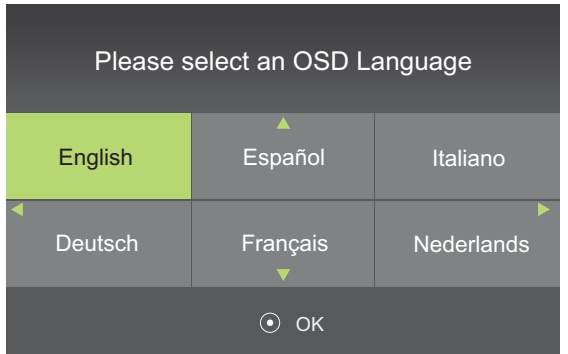 Please select an OSD Language
English Español Italiano
Deutsch Français Nederlands
OK